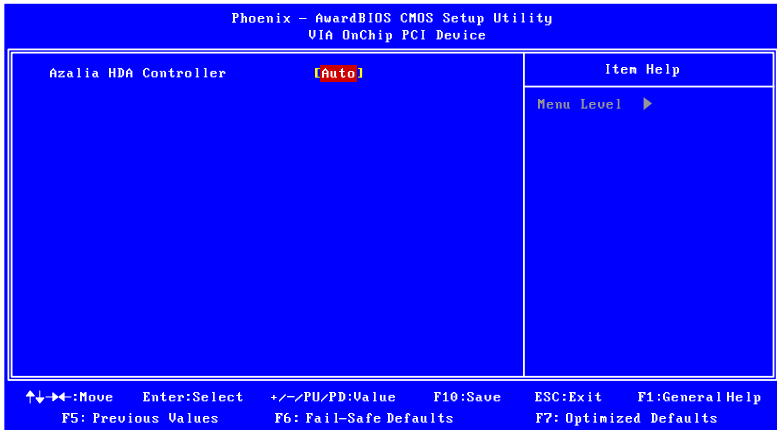 Phoenix – AwardBIOS CMOS Setup Utility
VIA OnChip PCI Device
Azalia HDA Controller [Auto]
Item Help
Menu Level ►
↑↓→←:Move Enter:Select +/-/PU/PD:Value F10:Save ESC:Exit F1:General Help
F5: Previous Values F6: Fail-Safe Defaults F7: Optimized Defaults